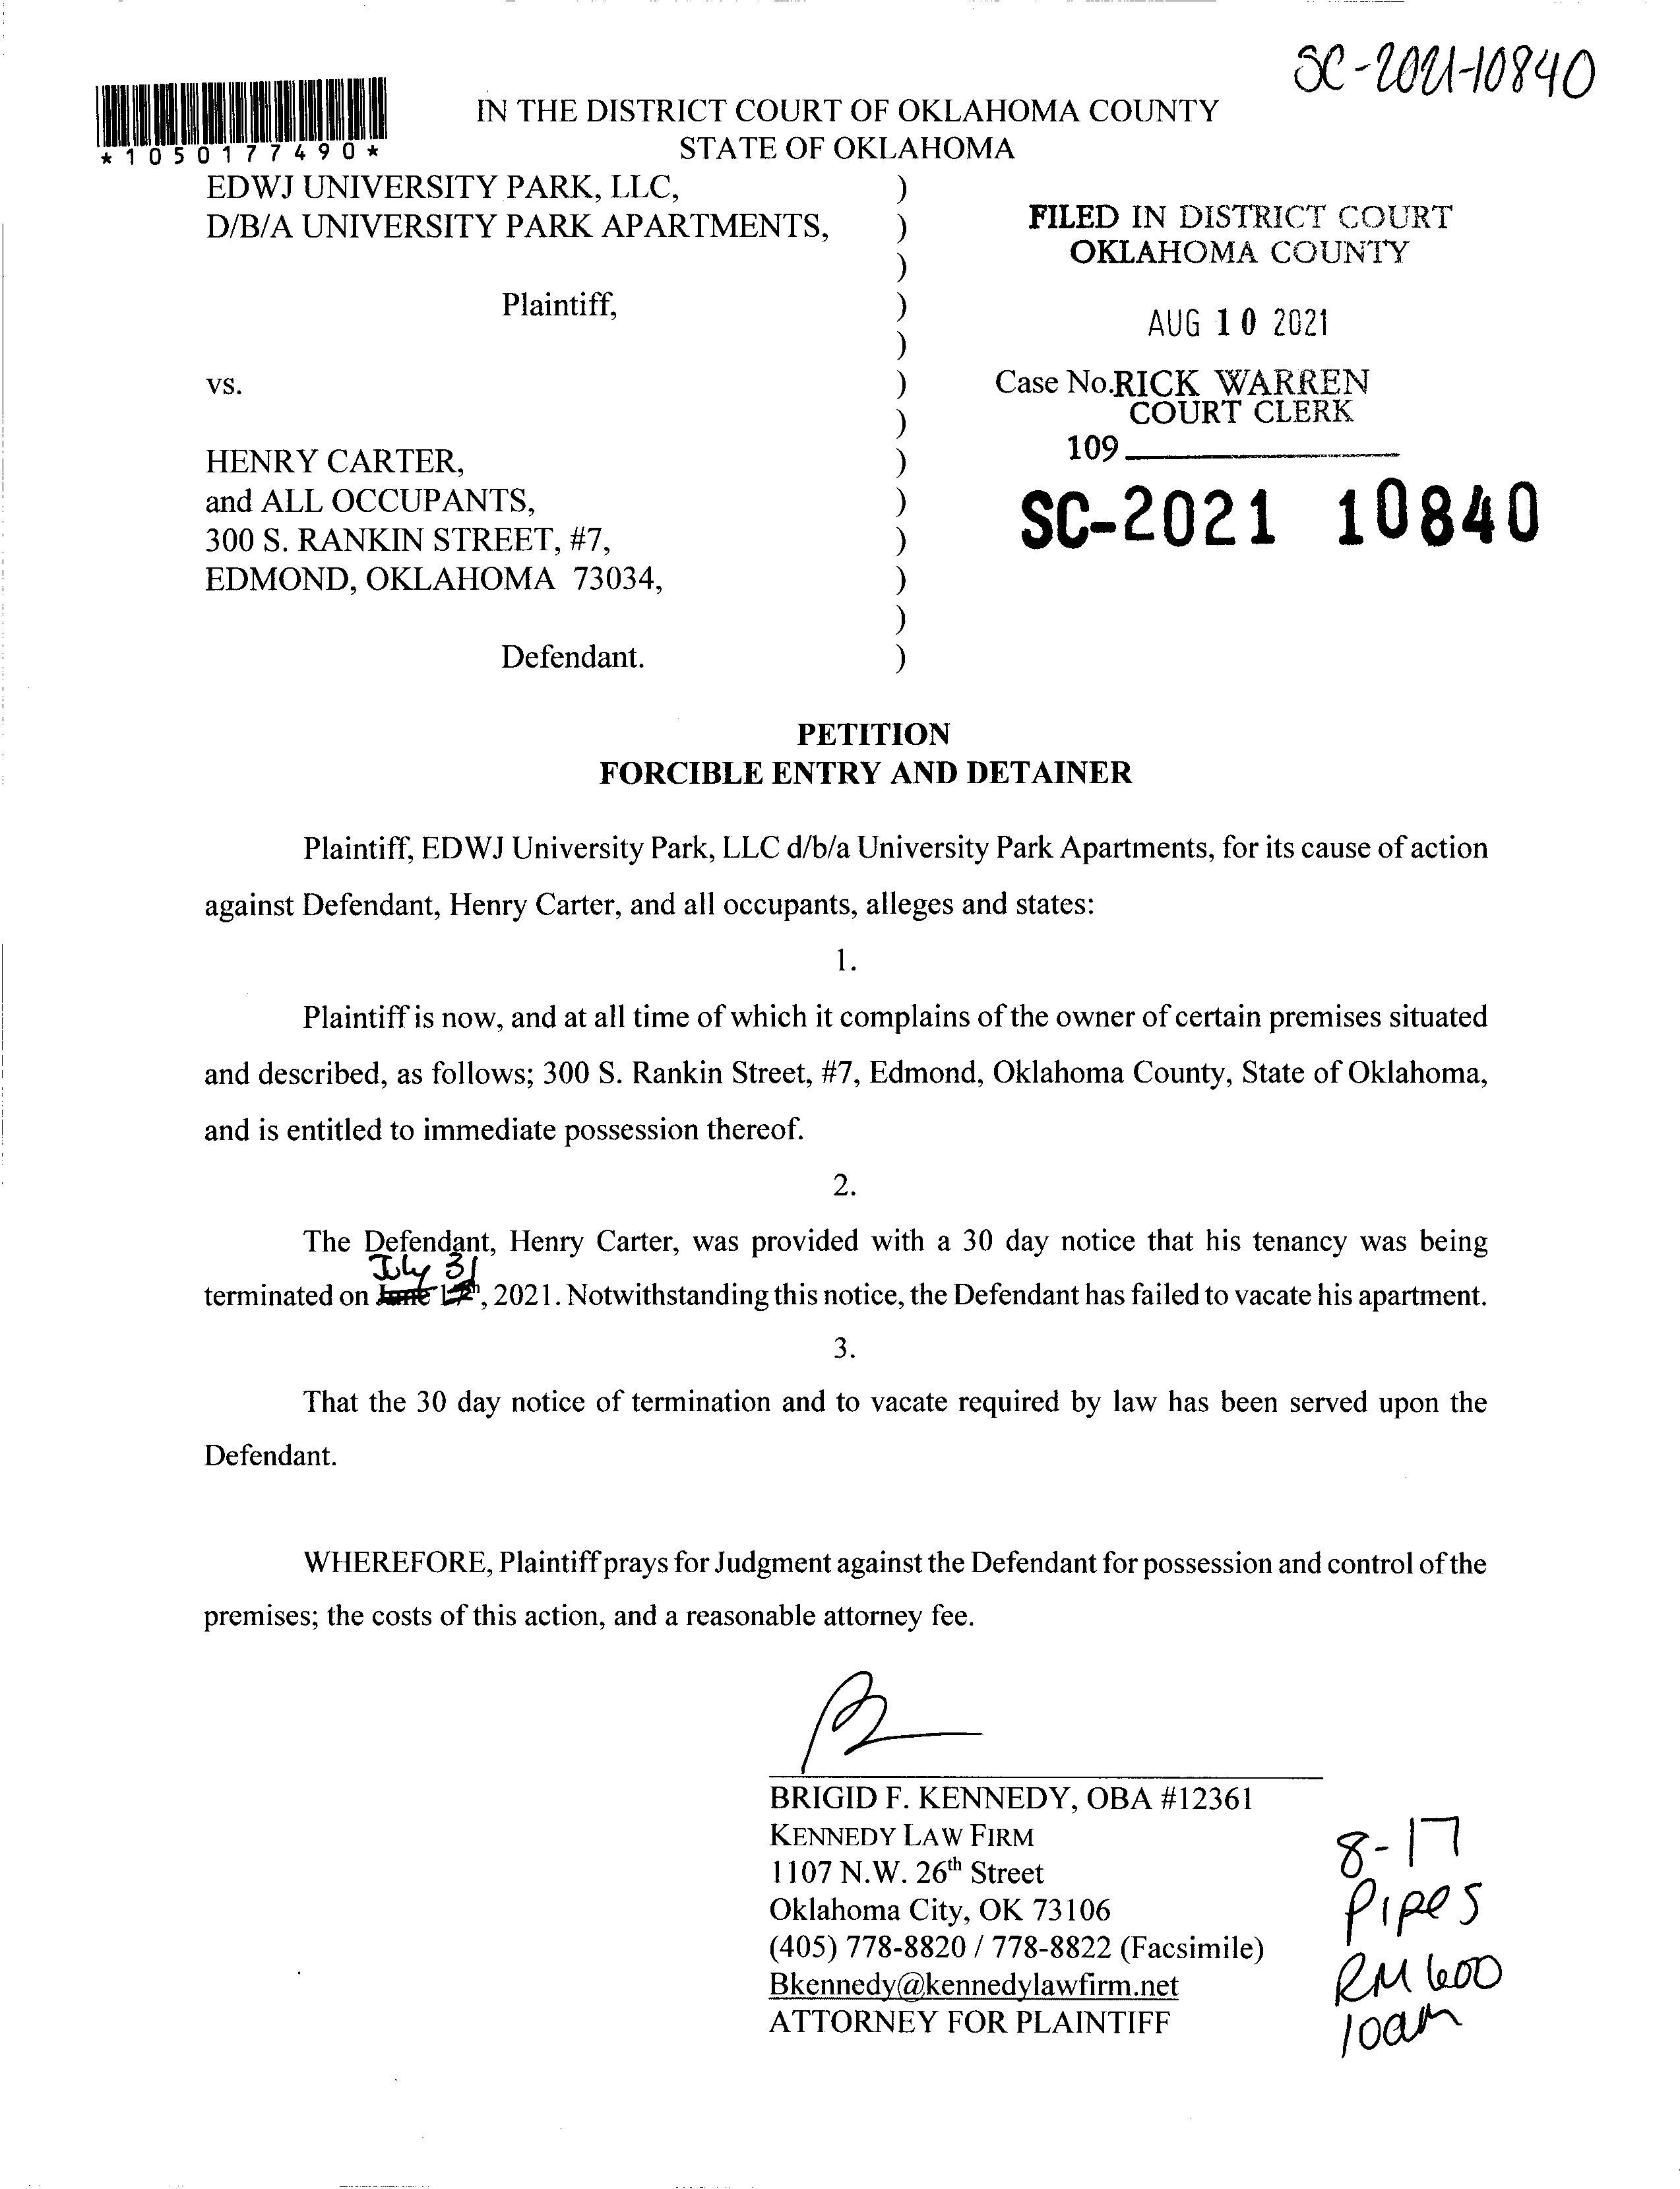 SC-2021-10840
*1050177490*
IN THE DISTRICT COURT OF OKLAHOMA COUNTY
STATE OF OKLAHOMA
EDWJ UNIVERSITY PARK, LLC, )
D/B/A UNIVERSITY PARK APARTMENTS, )
)
Plaintiff, )
)
vs. )
)
HENRY CARTER, )
and ALL OCCUPANTS, )
300 S. RANKIN STREET, #7, )
EDMOND, OKLAHOMA 73034, )
)
Defendant. )
FILED IN DISTRICT COURT
OKLAHOMA COUNTY
AUG 10 2021
Case No. RICK WARREN
COURT CLERK
109
SC-2021 10840
PETITION
FORCIBLE ENTRY AND DETAINER
Plaintiff, EDWJ University Park, LLC d/b/a University Park Apartments, for its cause of action
against Defendant, Henry Carter, and all occupants, alleges and states:
1.
Plaintiff is now, and at all time of which it complains of the owner of certain premises situated
and described, as follows; 300 S. Rankin Street, #7, Edmond, Oklahoma County, State of Oklahoma,
and is entitled to immediate possession thereof.
2.
The Defendant, Henry Carter, was provided with a 30 day notice that his tenancy was being
July 31
terminated on June , 2021. Notwithstanding this notice, the Defendant has failed to vacate his apartment.
3.
That the 30 day notice of termination and to vacate required by law has been served upon the
Defendant.
WHEREFORE, Plaintiff prays for Judgment against the Defendant for possession and control of the
premises; the costs of this action, and a reasonable attorney fee.
BRIGID F. KENNEDY, OBA #12361
KENNEDY LAW FIRM
1107 N.W. 26th Street
Oklahoma City, OK 73106
(405) 778-8820 / 778-8822 (Facsimile)
Bkennedy@kennedylawfirm.net
ATTORNEY FOR PLAINTIFF
8-17
Pipes
RM 600
10am